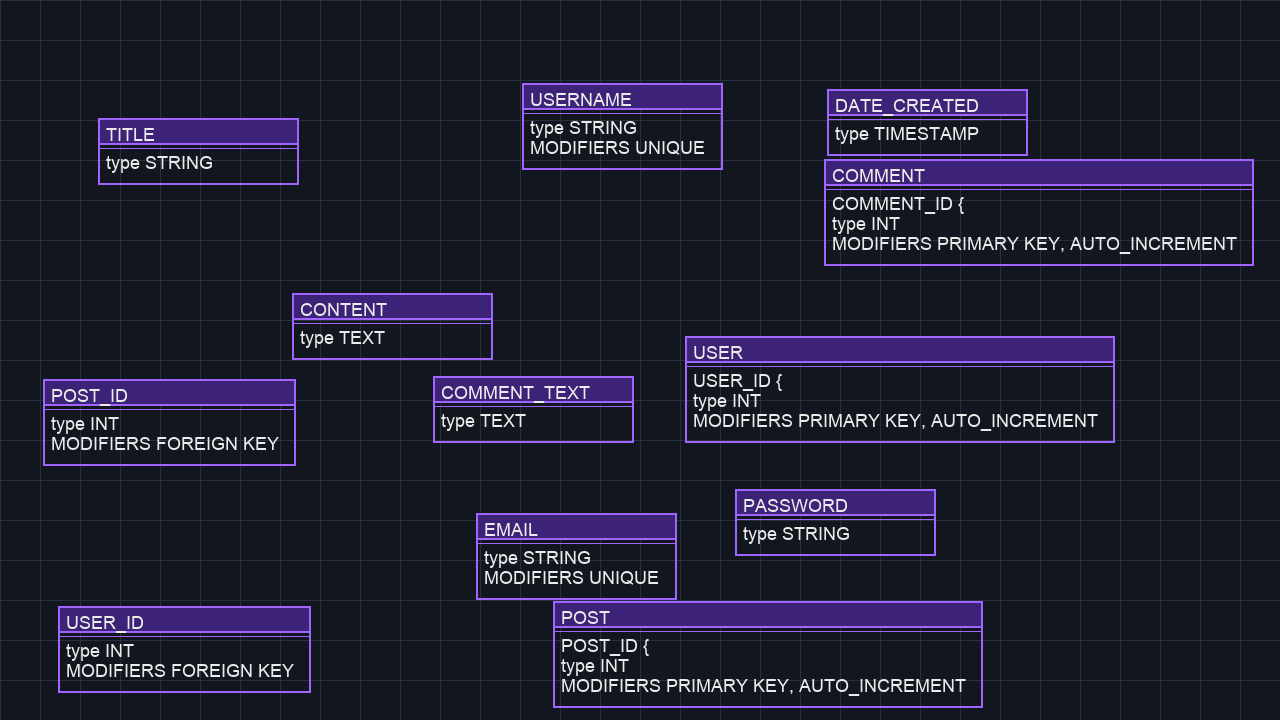 USERNAME
type STRING
MODIFIERS UNIQUE
DATE_CREATED
type TIMESTAMP
TITLE
type STRING
COMMENT
COMMENT_ID {
type INT
MODIFIERS PRIMARY KEY, AUTO_INCREMENT
CONTENT
type TEXT
USER
USER_ID {
type INT
MODIFIERS PRIMARY KEY, AUTO_INCREMENT
POST_ID
type INT
MODIFIERS FOREIGN KEY
COMMENT_TEXT
type TEXT
PASSWORD
type STRING
EMAIL
type STRING
MODIFIERS UNIQUE
USER_ID
type INT
MODIFIERS FOREIGN KEY
POST
POST_ID {
type INT
MODIFIERS PRIMARY KEY, AUTO_INCREMENT